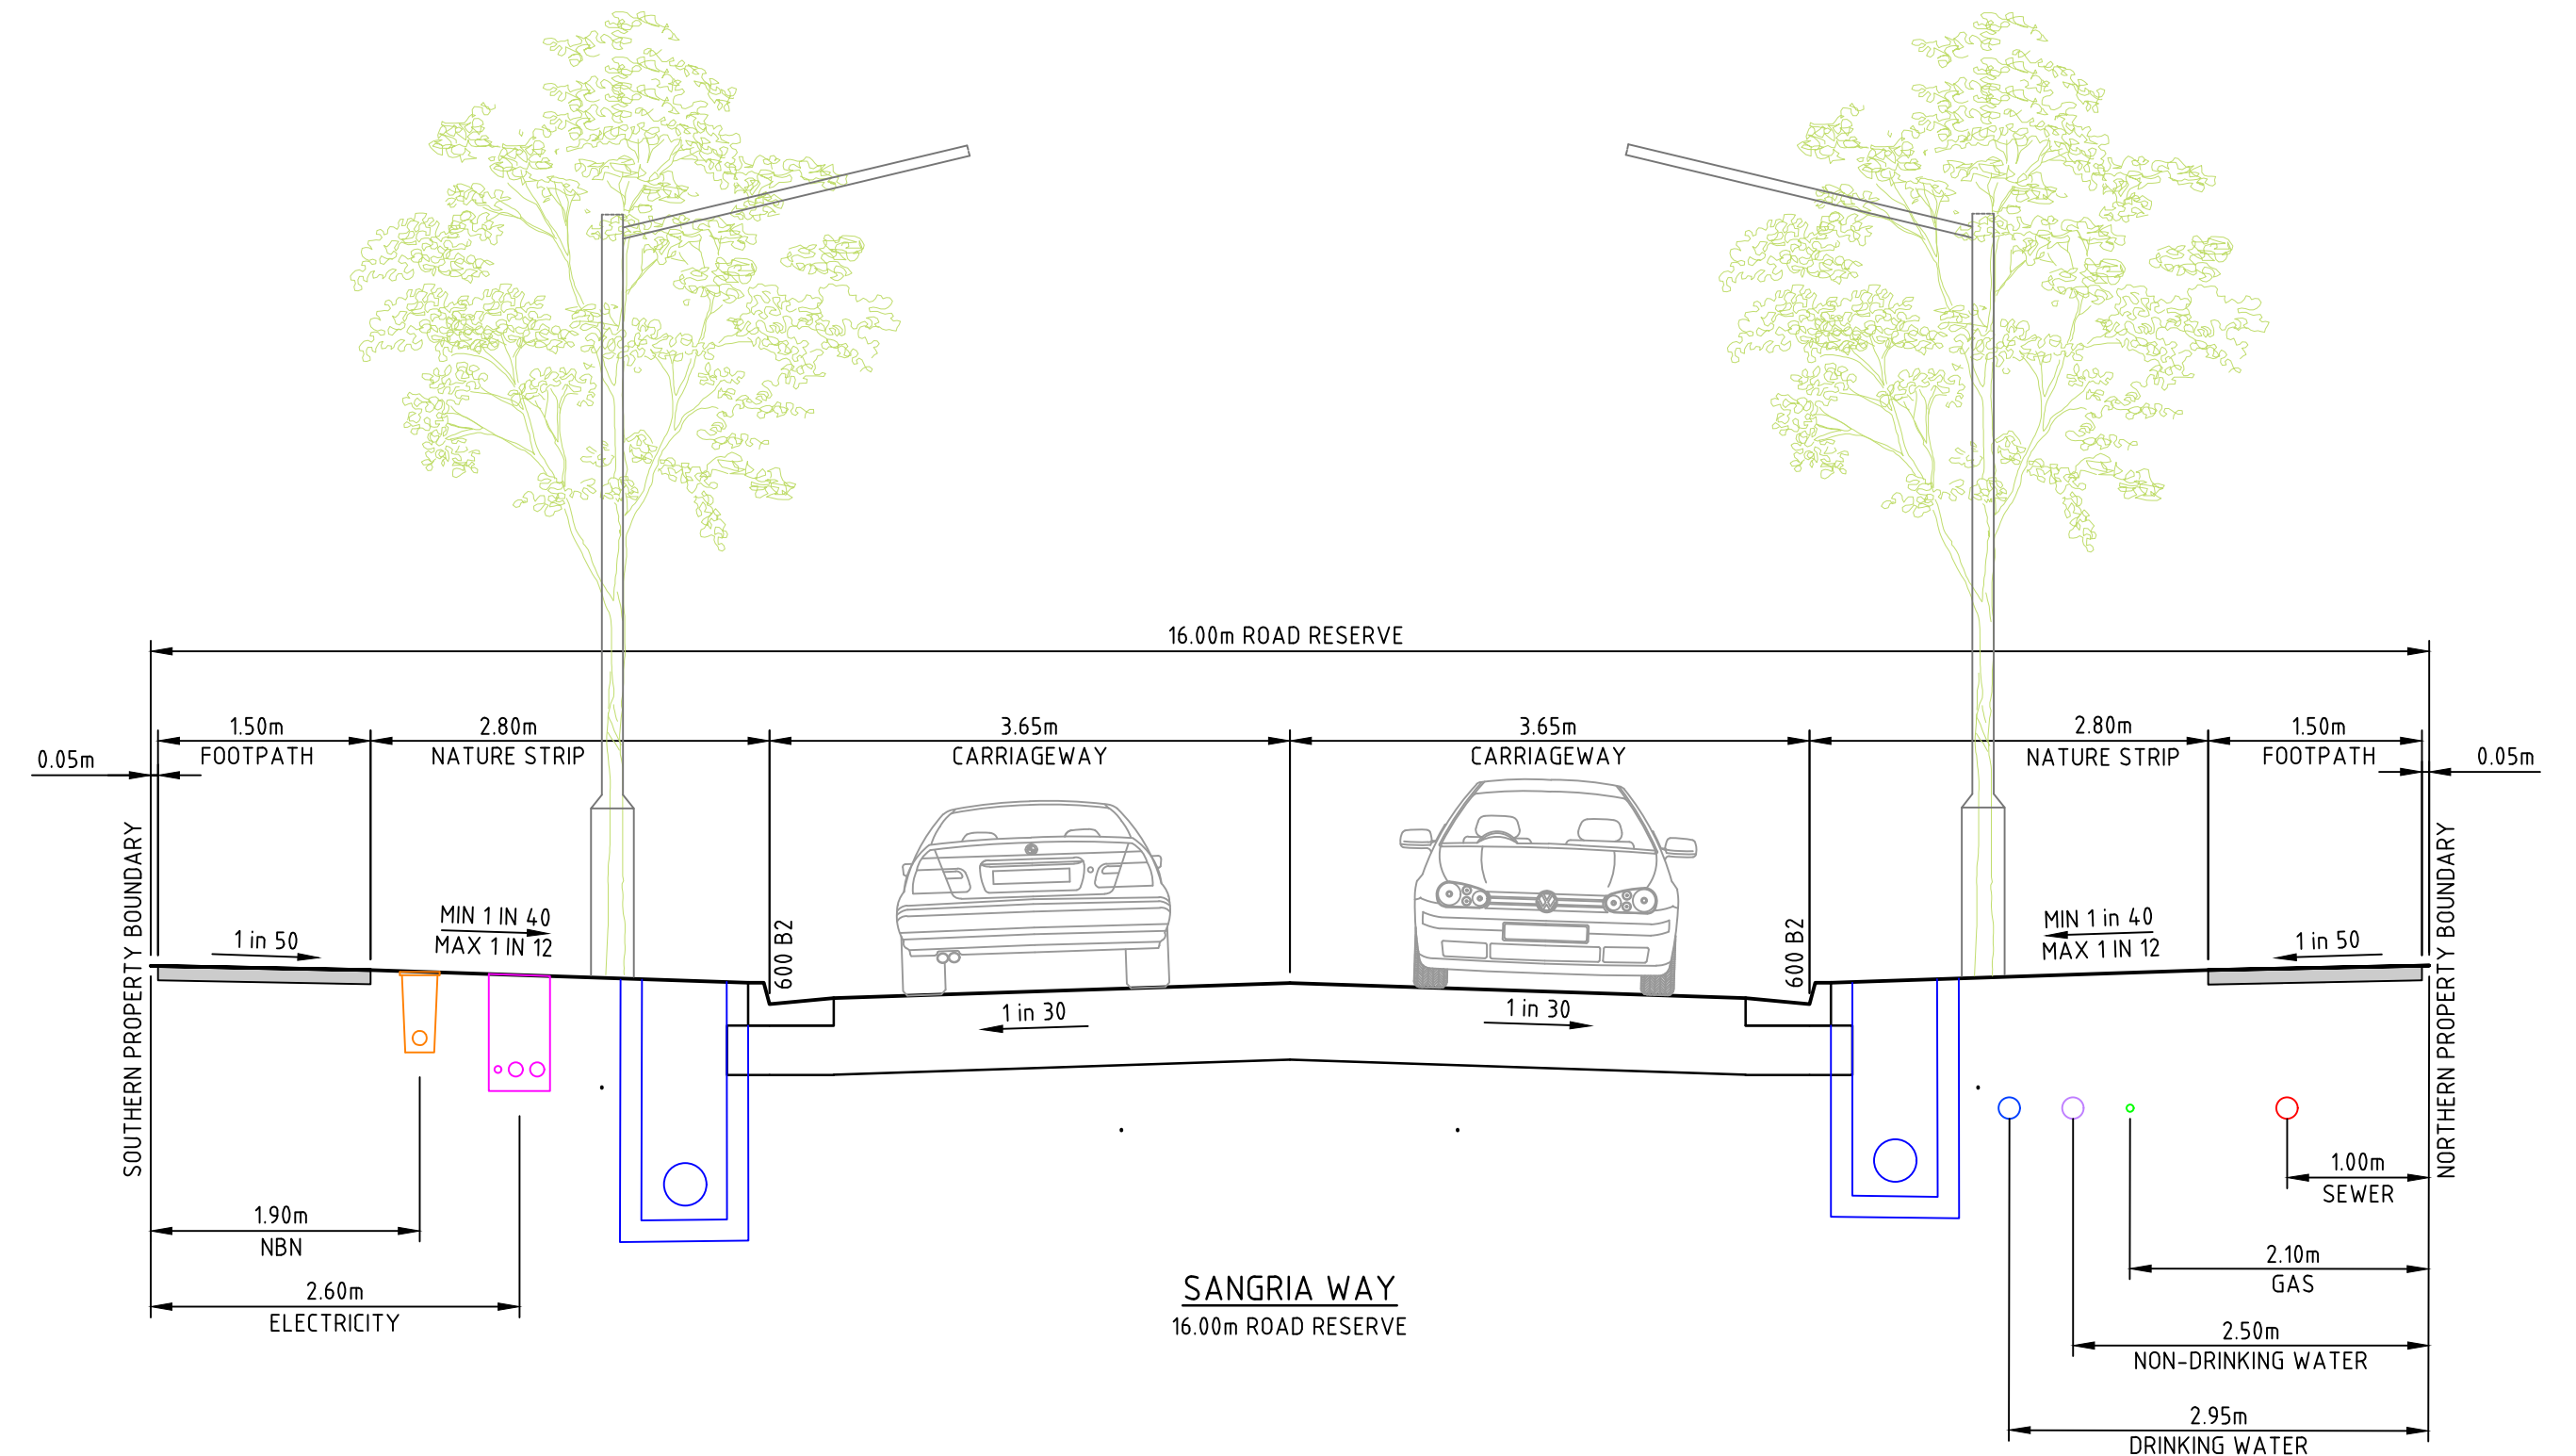 16.00m ROAD RESERVE
1.50m
FOOTPATH
2.80m
NATURE STRIP
3.65m
CARRIAGEWAY
3.65m
CARRIAGEWAY
2.80m
NATURE STRIP
1.50m
FOOTPATH
0.05m
0.05m
SOUTHERN PROPERTY BOUNDARY
1 in 50
MIN 1 IN 40
MAX 1 IN 12
600 B2
1 in 30
1 in 30
600 B2
MIN 1 in 40
MAX 1 IN 12
1 in 50
NORTHERN PROPERTY BOUNDARY
1.90m
NBN
2.60m
ELECTRICITY
1.00m
SEWER
2.10m
GAS
2.50m
NON-DRINKING WATER
2.95m
DRINKING WATER
SANGRIA WAY
16.00m ROAD RESERVE